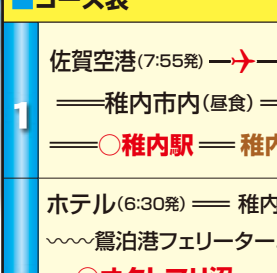 ■コース表
1
佐賀空港(7:55発)
稚内市内(昼食)
○稚内駅 稚内
ホテル(6:30発) 稚内
鴛泊港フェリーター